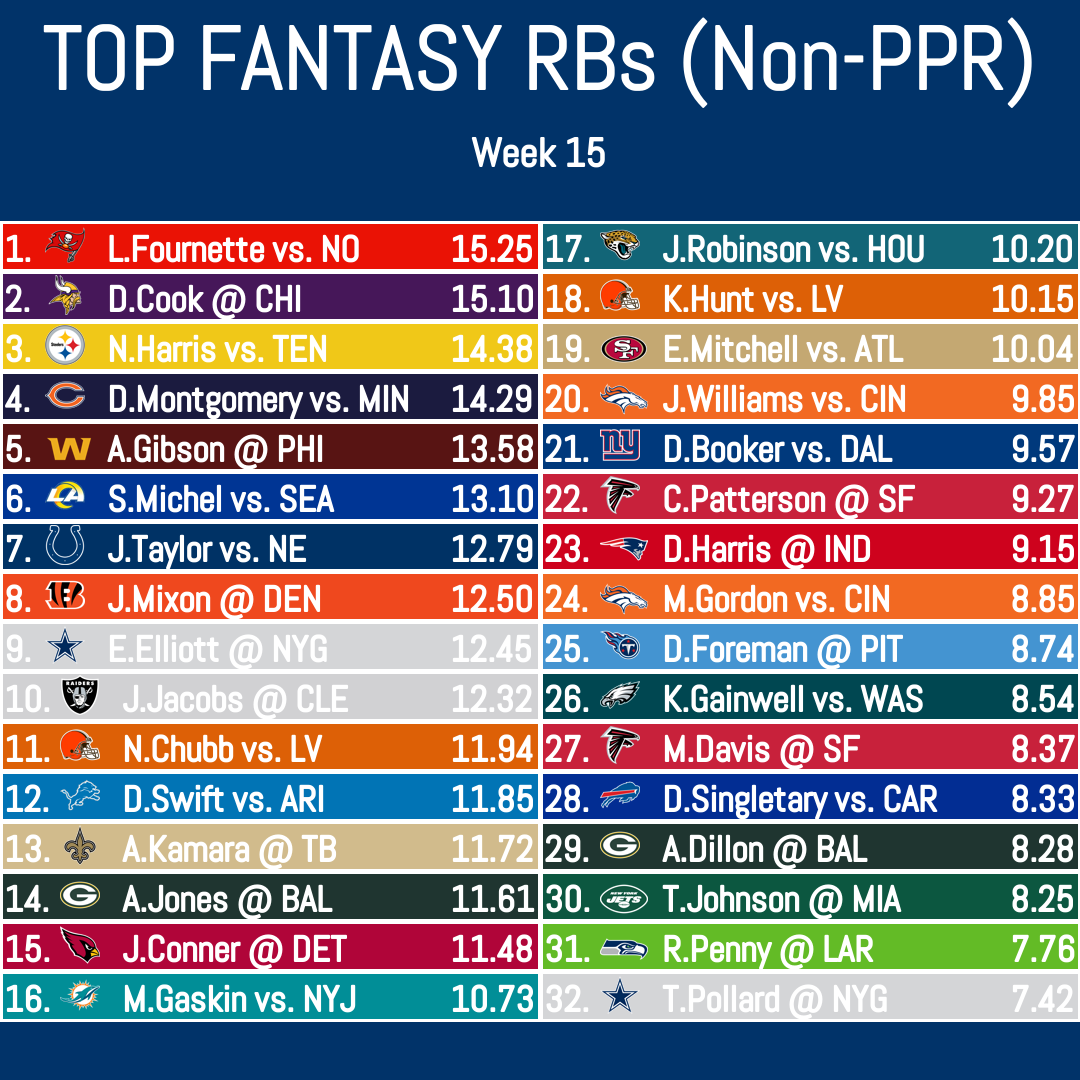 TOP FANTASY RBs (Non-PPR)
Week 15
1. L.Fournette vs. NO 15.25
2. D.Cook @ CHI 15.10
3. Steelers N.Harris vs. TEN 14.38
4. D.Montgomery vs. MIN 14.29
5. W A.Gibson @ PHI 13.58
6. LA S.Michel vs. SEA 13.10
7. J.Taylor vs. NE 12.79
8. J.Mixon @ DEN 12.50
9. E.Elliott @ NYG 12.45
10. RAIDERS J.Jacobs @ CLE 12.32
11. N.Chubb vs. LV 11.94
12. D.Swift vs. ARI 11.85
13. A.Kamara @ TB 11.72
14. G A.Jones @ BAL 11.61
15. J.Conner @ DET 11.48
16. M.Gaskin vs. NYJ 10.73
17. J.Robinson vs. HOU 10.20
18. K.Hunt vs. LV 10.15
19. SF E.Mitchell vs. ATL 10.04
20. J.Williams vs. CIN 9.85
21. ny D.Booker vs. DAL 9.57
22. C.Patterson @ SF 9.27
23. D.Harris @ IND 9.15
24. M.Gordon vs. CIN 8.85
25. T D.Foreman @ PIT 8.74
26. K.Gainwell vs. WAS 8.54
27. M.Davis @ SF 8.37
28. D.Singletary vs. CAR 8.33
29. G A.Dillon @ BAL 8.28
30. NEW YORK JETS T.Johnson @ MIA 8.25
31. R.Penny @ LAR 7.76
32. T.Pollard @ NYG 7.42